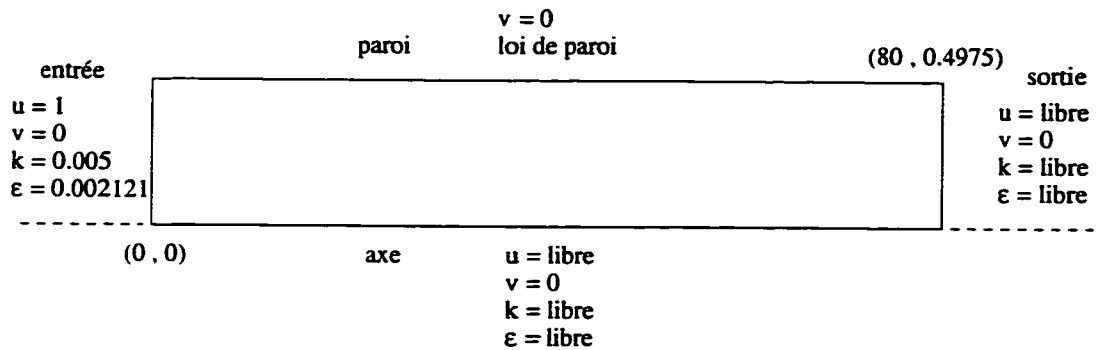 entrée
u = 1
v = 0
k = 0.005
ε = 0.002121
paroi
v = 0
loi de paroi
(80 , 0.4975)
sortie
u = libre
v = 0
k = libre
ε = libre
(0 , 0)
axe
u = libre
v = 0
k = libre
ε = libre